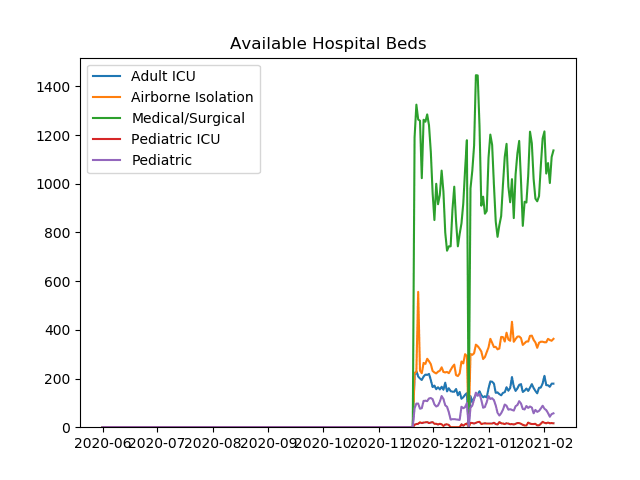 Available Hospital Beds
Adult ICU
Airborne Isolation
Medical/Surgical
Pediatric ICU
Pediatric
1400
1200
1000
800
600
400
200
0
2020-06 2020-07 2020-08 2020-09 2020-10 2020-11 2020-12 2021-01 2021-02